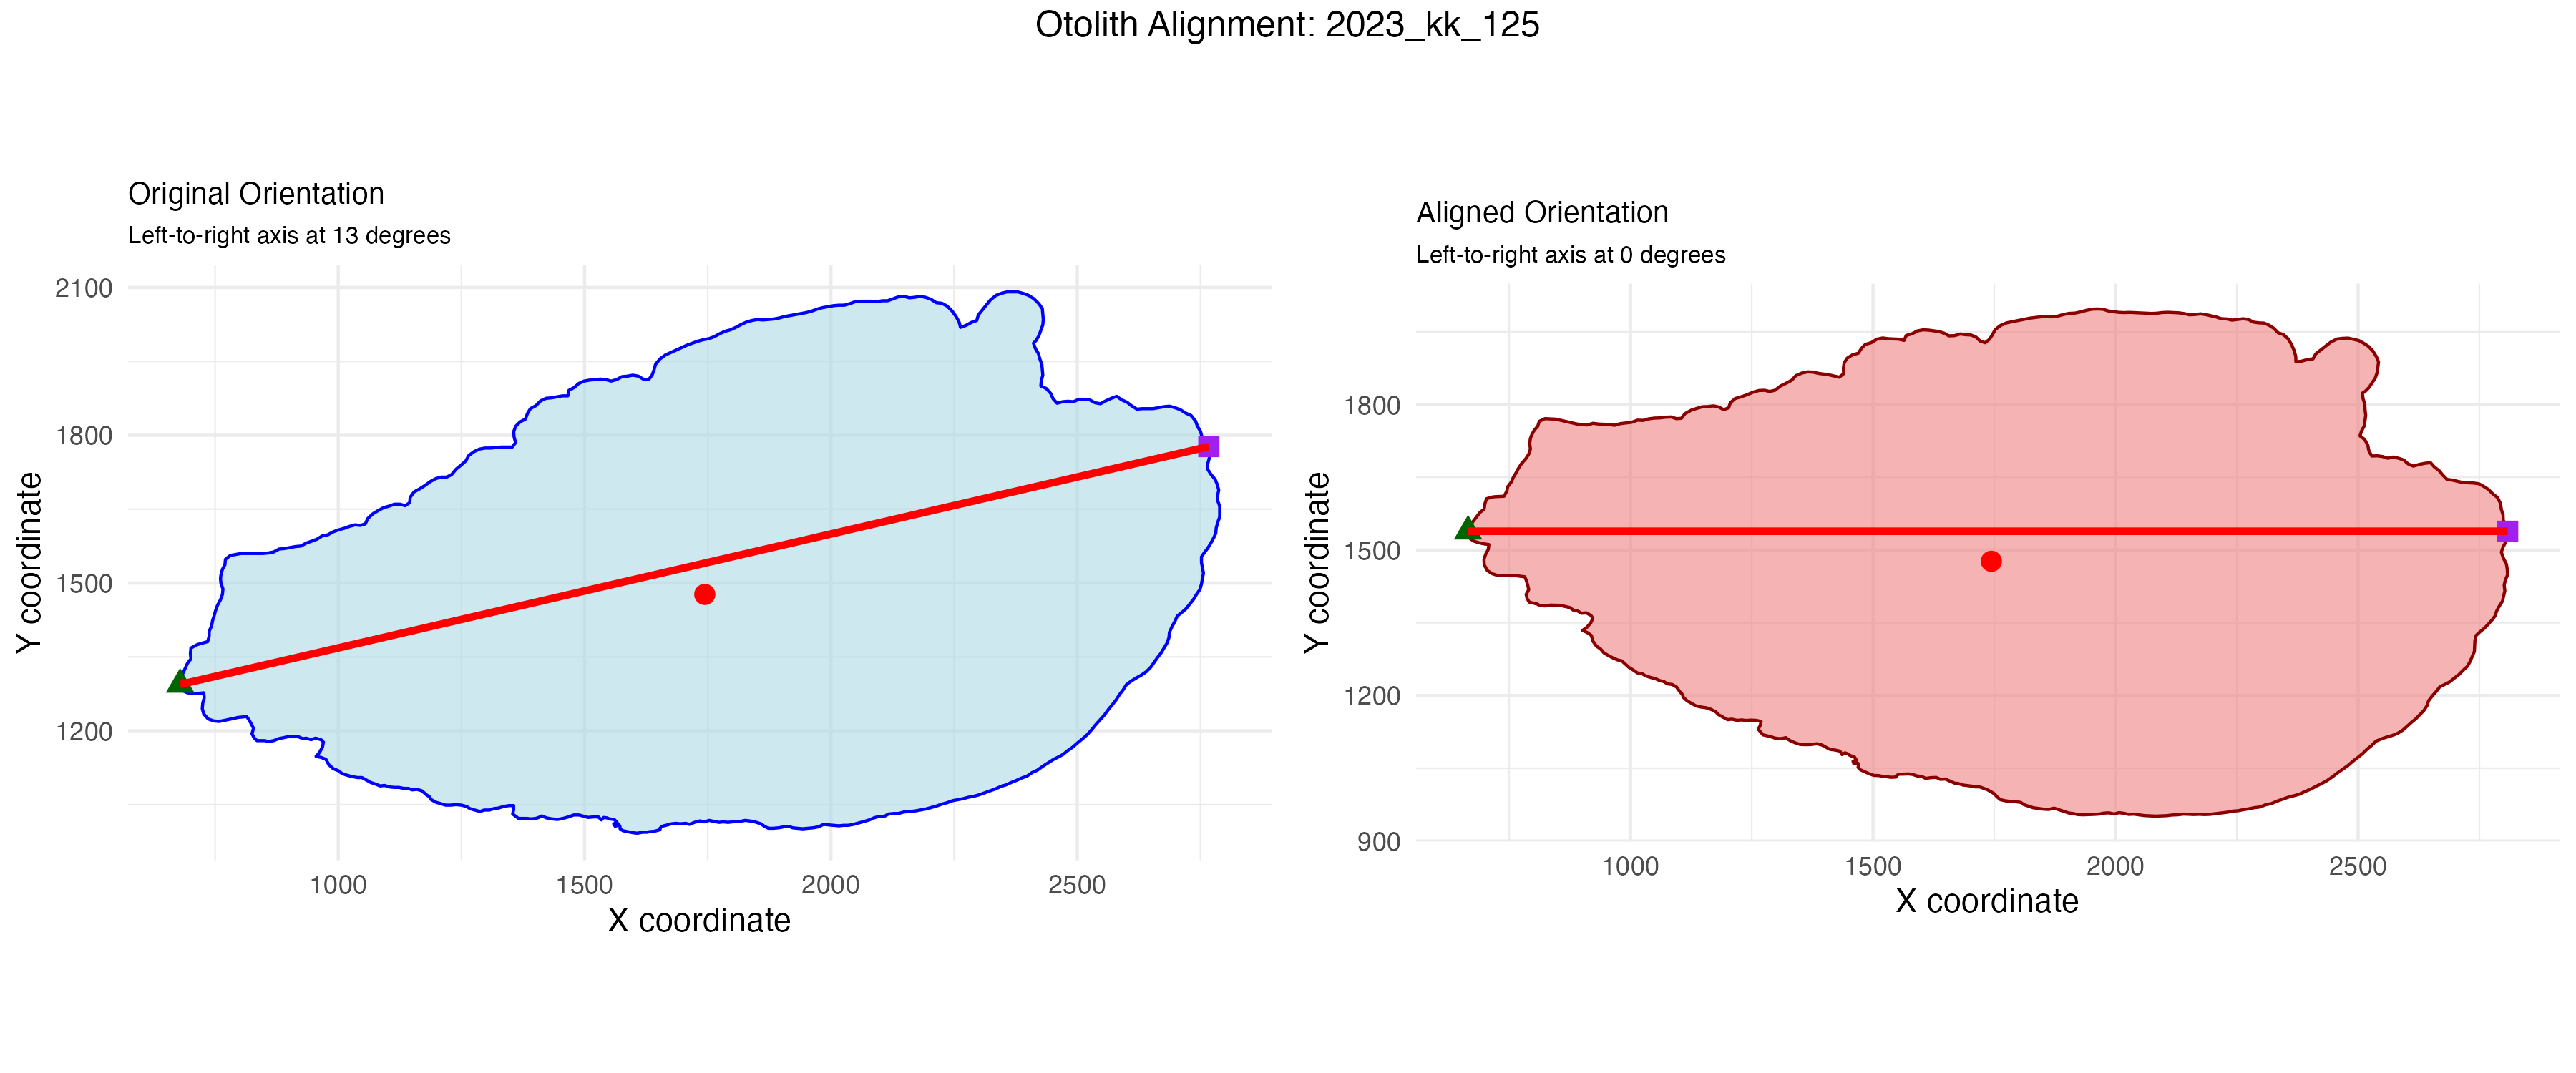 Otolith Alignment: 2023_kk_125
Original Orientation
Left-to-right axis at 13 degrees
2100
1800
1500
1200
Y coordinate
1000 1500 2000 2500
X coordinate
Aligned Orientation
Left-to-right axis at 0 degrees
1800
1500
1200
900
Y coordinate
1000 1500 2000 2500
X coordinate